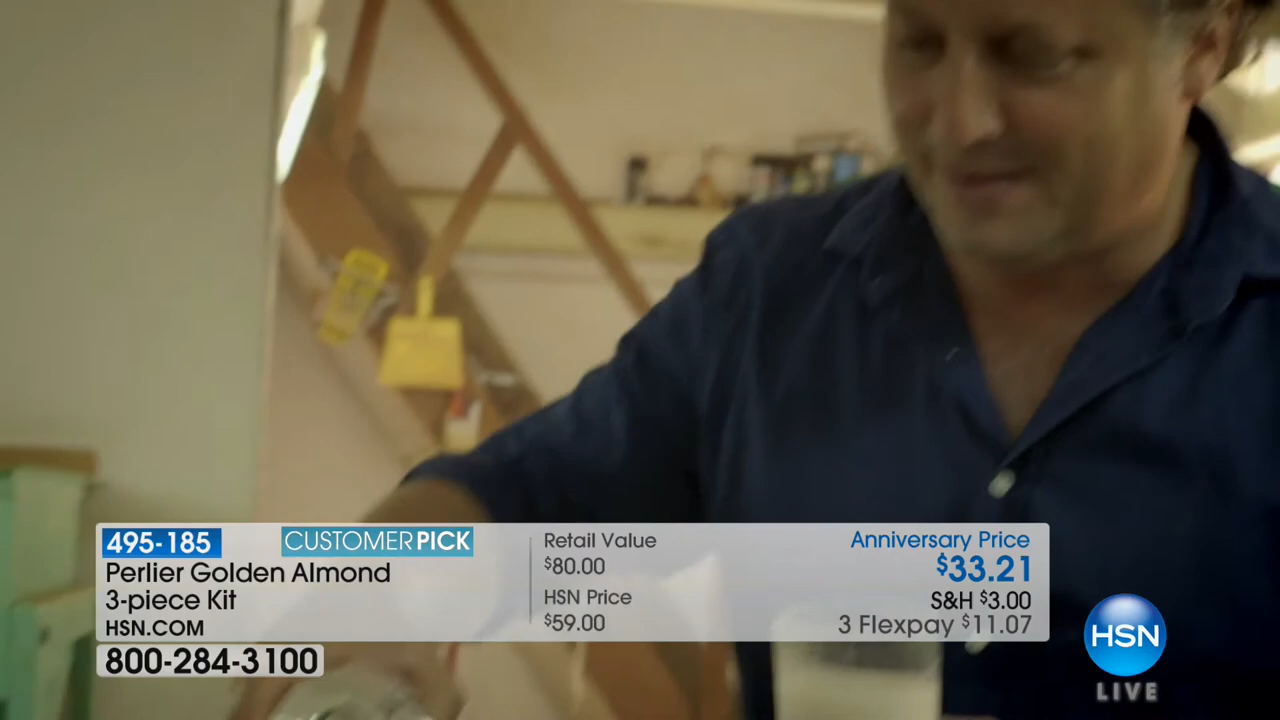 495-185
CUSTOMERPICK
Perlier Golden Almond
3-piece Kit
HSN.COM
800-284-3100
Retail Value
$80.00
HSN Price
$59.00
Anniversary Price
$33.21
S&H $3.00
3 Flexpay $11.07
HSN
LIVE